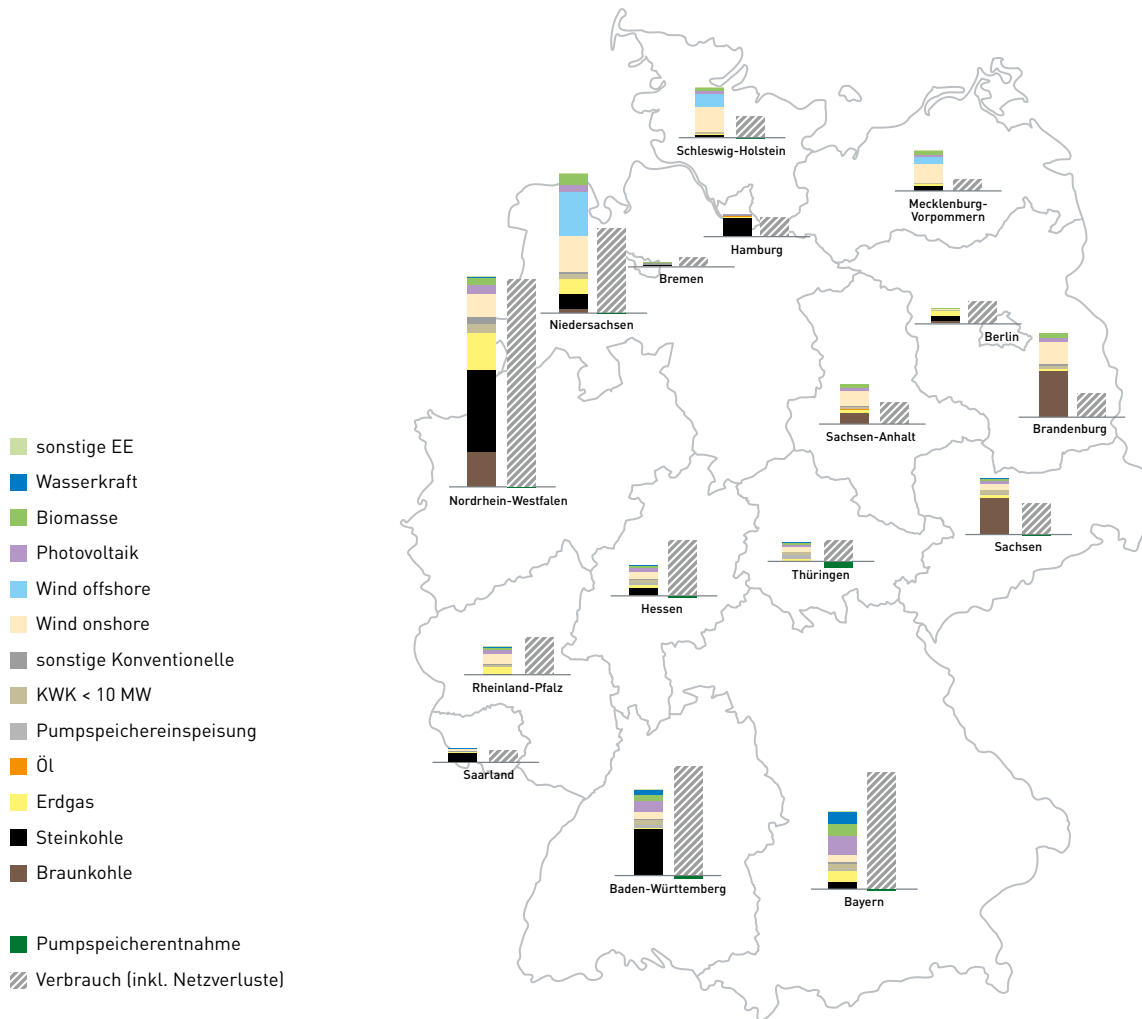 Schleswig-Holstein
Mecklenburg-
Vorpommern
Hamburg
Bremen
Niedersachsen
Berlin
Brandenburg
Sachsen-Anhalt
Nordrhein-Westfalen
Sachsen
Thüringen
Hessen
Rheinland-Pfalz
Saarland
Baden-Württemberg
Bayern
sonstige EE
Wasserkraft
Biomasse
Photovoltaik
Wind offshore
Wind onshore
sonstige Konventionelle
KWK < 10 MW
Pumpspeichereinspeisung
Öl
Erdgas
Steinkohle
Braunkohle
Pumpspeicherentnahme
Verbrauch (inkl. Netzverluste)